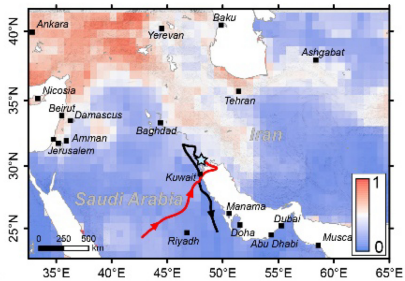 40°N
35°N
30°N
25°N
Ankara
Yerevan
Baku
Ashgabat
Nicosia
Beirut
Damascus
Tehran
Baghdad
Amman
Jerusalem
Iran
Kuwait
Saudi Arabia
Manama
Riyadh
Doha
Dubai
Abu Dhabi
Musca
1
0
0 250 500
km
35°E 40°E 45°E 50°E 55°E 60°E 65°E